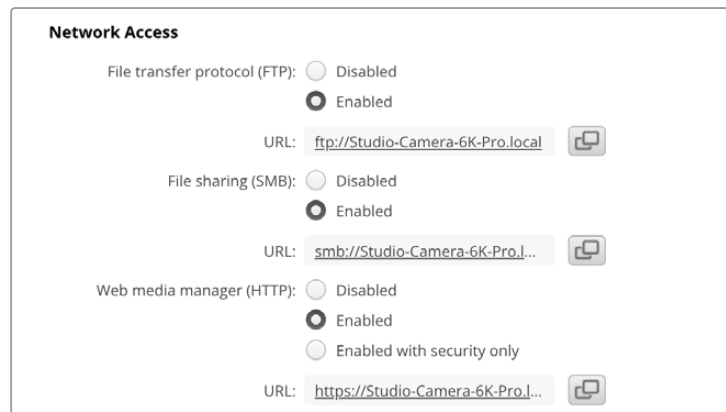 Network Access
File transfer protocol (FTP): Disabled
Enabled
URL: ftp://Studio-Camera-6K-Pro.local
File sharing (SMB): Disabled
Enabled
URL: smb://Studio-Camera-6K-Pro.l...
Web media manager (HTTP): Disabled
Enabled
Enabled with security only
URL: https://Studio-Camera-6K-Pro.l...